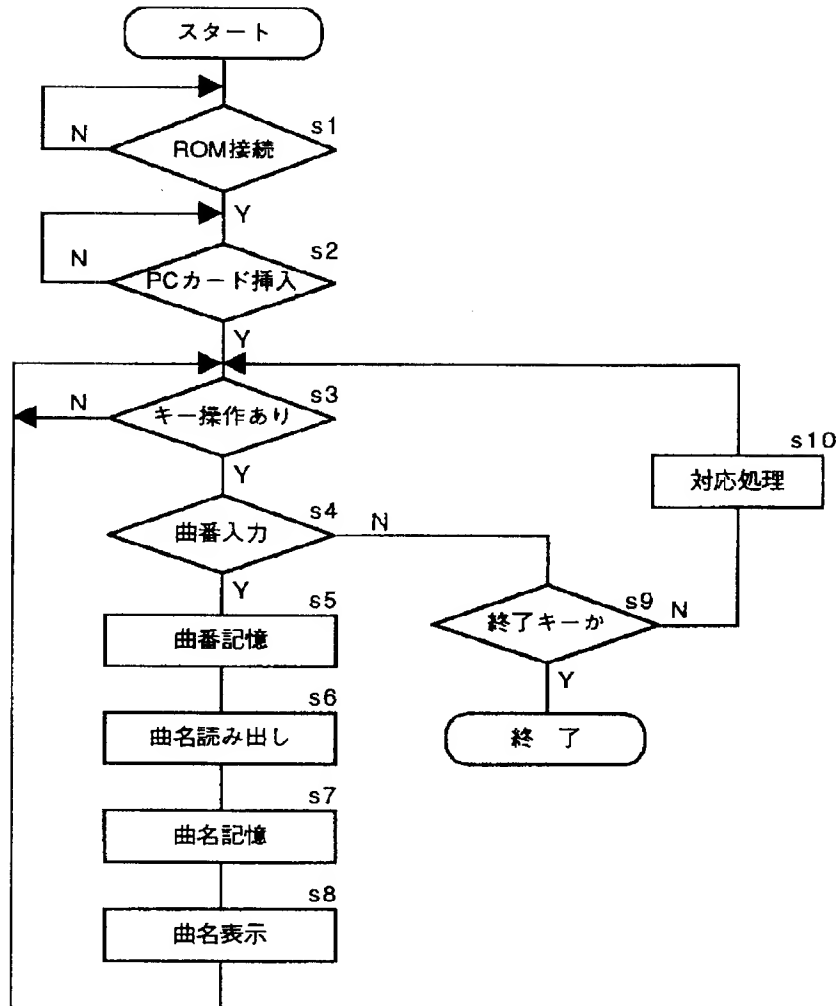 スタート
s1
N
ROM接続
Y
s2
N
PCカード挿入
Y
s3
N
キー操作あり
s10
対応処理
Y
s4
曲番入力
N
Y
s5
曲番記憶
s9
終了キーか
N
Y
s6
曲名読み出し
終 了
s7
曲名記憶
s8
曲名表示